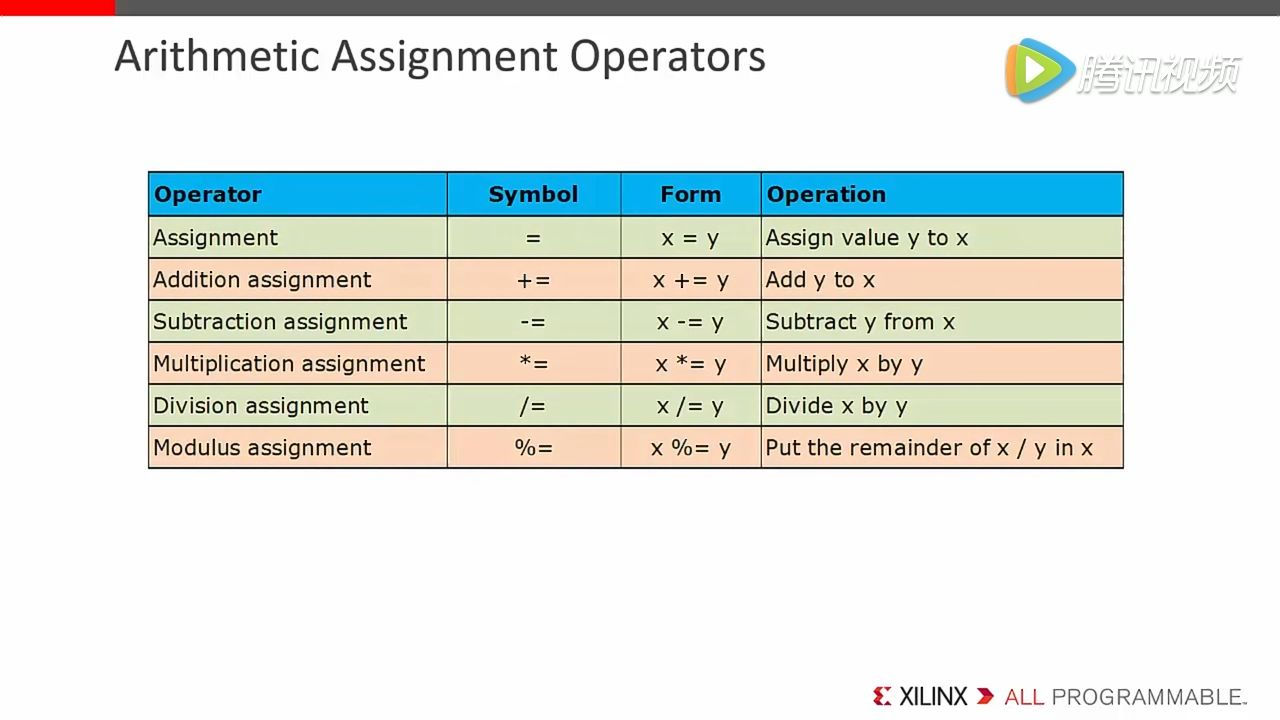 Arithmetic Assignment Operators
腾讯视频
Operator Symbol Form Operation
Assignment = x = y Assign value y to x
Addition assignment += x += y Add y to x
Subtraction assignment -= x -= y Subtract y from x
Multiplication assignment *= x *= y Multiply x by y
Division assignment /= x /= y Divide x by y
Modulus assignment %= x %= y Put the remainder of x / y in x
XILINX ALL PROGRAMMABLE™